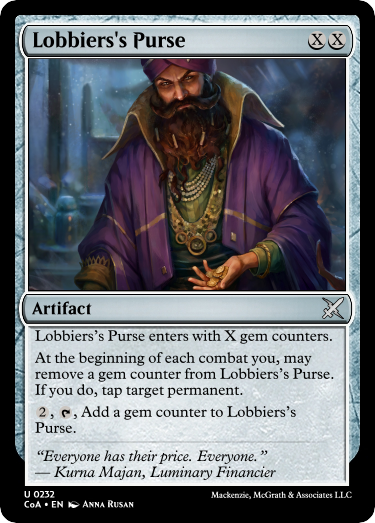 Lobbiers's Purse X X
Artifact
Lobbiers's Purse enters with X gem counters.
At the beginning of each combat you, may
remove a gem counter from Lobbiers's Purse.
If you do, tap target permanent.
2, , Add a gem counter to Lobbiers's
Purse.
"Everyone has their price. Everyone."
— Kurna Majan, Luminary Financier
U 0232
CoA • EN Anna Rusan
Mackenzie, McGrath & Associates LLC